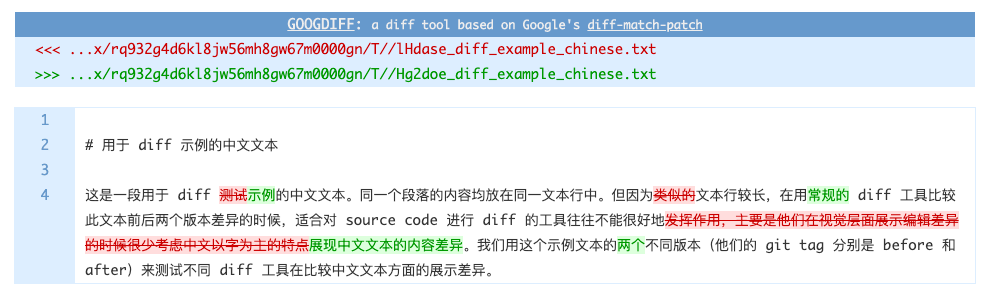 GOOGDIFF: a diff tool based on Google's diff-match-patch
<<< ...x/rq932g4d6kl8jw56mh8gw67m0000gn/T//lHdase_diff_example_chinese.txt
>>> ...x/rq932g4d6kl8jw56mh8gw67m0000gn/T//Hg2doe_diff_example_chinese.txt
1
2 # 用于 diff 示例的中文文本
3
4 这是一段用于 diff 测试示例的中文文本。同一个段落的内容均放在同一文本行中。但因为类似的文本行较长，在用常规的 diff 工具比较
此文本前后两个版本差异的时候，适合对 source code 进行 diff 的工具往往不能很好地发挥作用，主要是他们在视觉层面展示编辑差异
的时候很少考虑中文以字为主的特点展现中文文本的内容差异。我们用这个示例文本的两个不同版本（他们的 git tag 分别是 before 和
after）来测试不同 diff 工具在比较中文文本方面的展示差异。